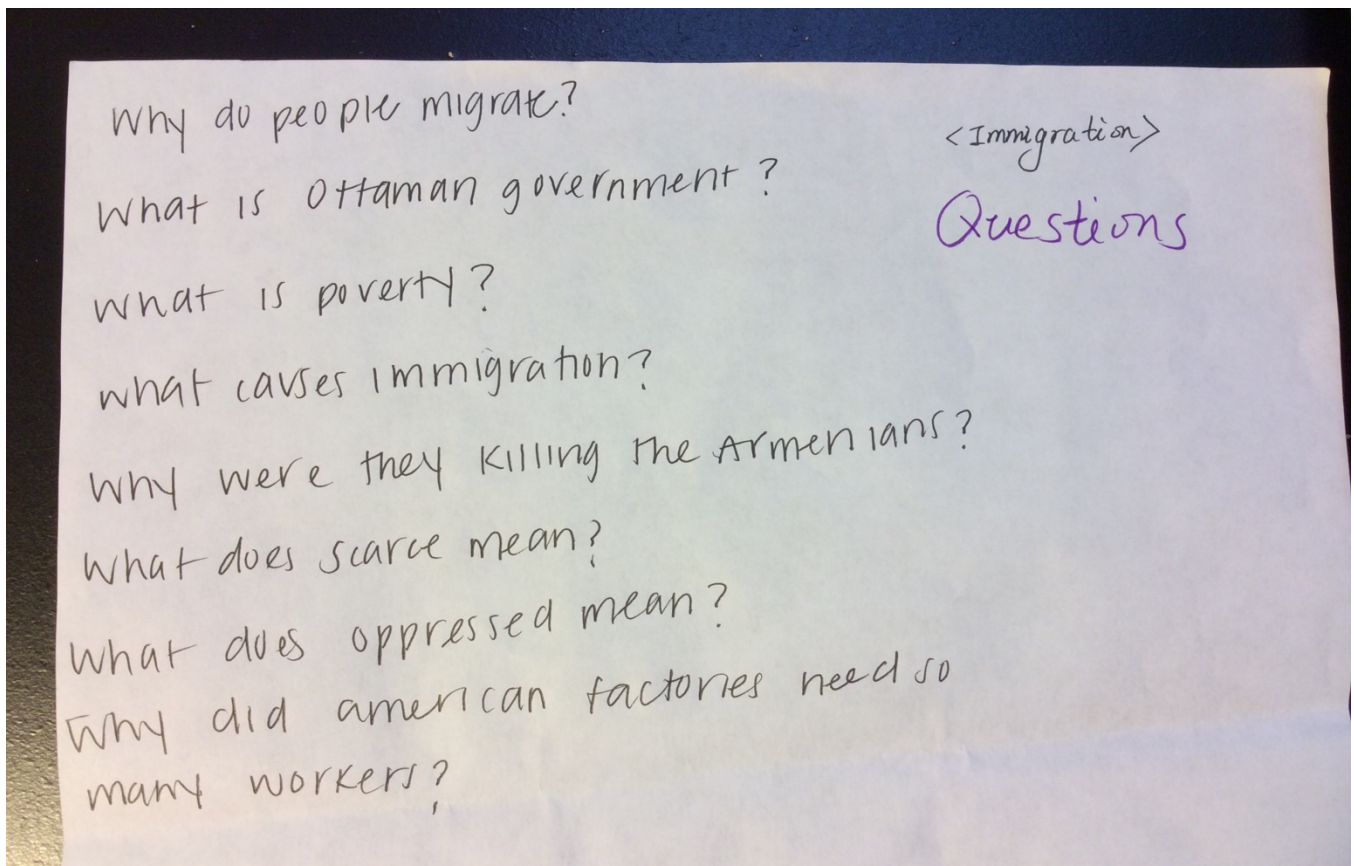 Why do people migrate?
<Immigration>
Questions
What is Ottaman government?
What is poverty?
what causes immigration?
Why were they killing the Armenians?
What does scarce mean?
What does oppressed mean?
Why did american factories need so
many workers?